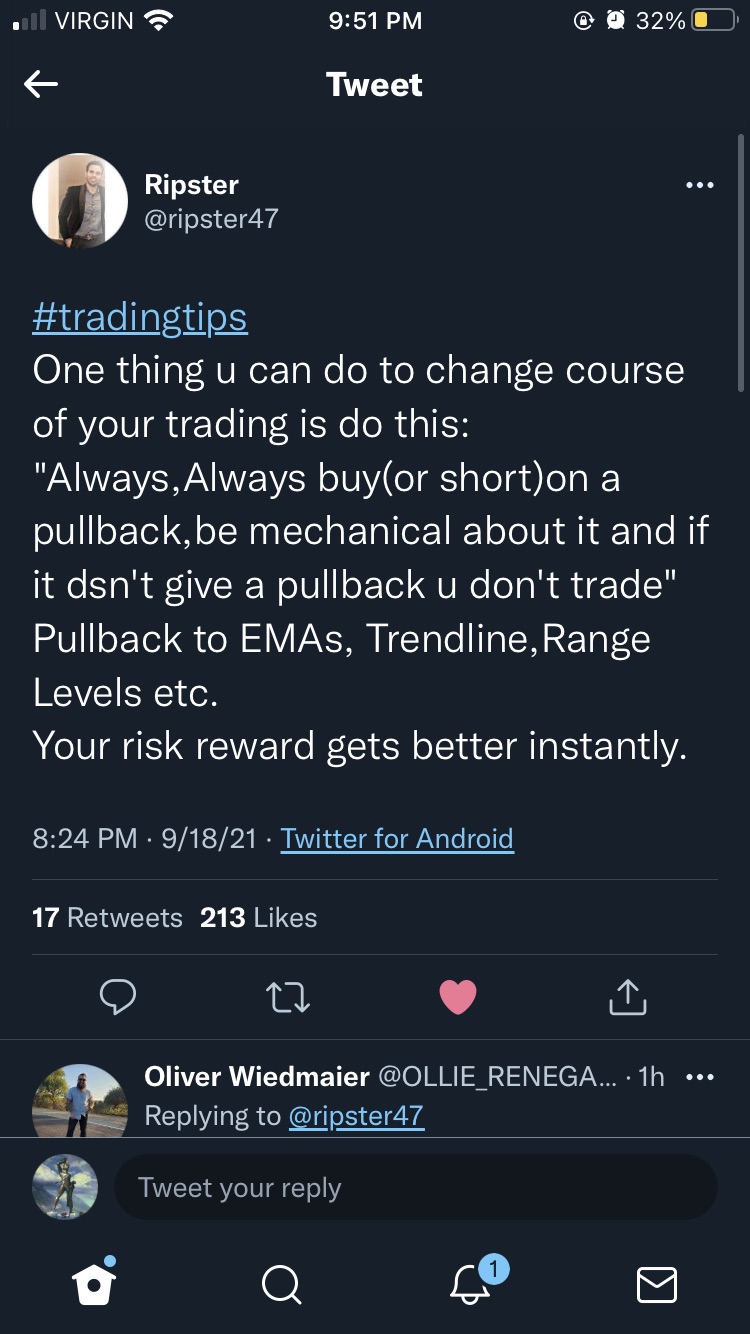 VIRGIN 9:51 PM 32%
Tweet
Ripster
@ripster47
#tradingtips
One thing u can do to change course
of your trading is do this:
"Always,Always buy(or short)on a
pullback,be mechanical about it and if
it dsn't give a pullback u don't trade"
Pullback to EMAs, Trendline,Range
Levels etc.
Your risk reward gets better instantly.
8:24 PM · 9/18/21 · Twitter for Android
17 Retweets 213 Likes
Oliver Wiedmaier @OLLIE_RENEGA... · 1h
Replying to @ripster47
Tweet your reply
1